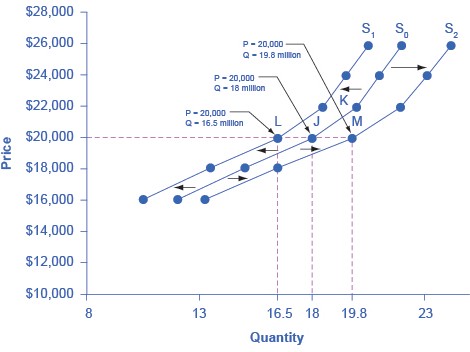 $28,000
$26,000
$24,000
$22,000
$20,000
$18,000
$16,000
$14,000
$12,000
$10,000
Price
S1 S0 S2
P = 20,000
Q = 19.8 million
P = 20,000
Q = 18 million
P = 20,000
Q = 16.5 million
K
L J M
8 13 16.5 18 19.8 23
Quantity